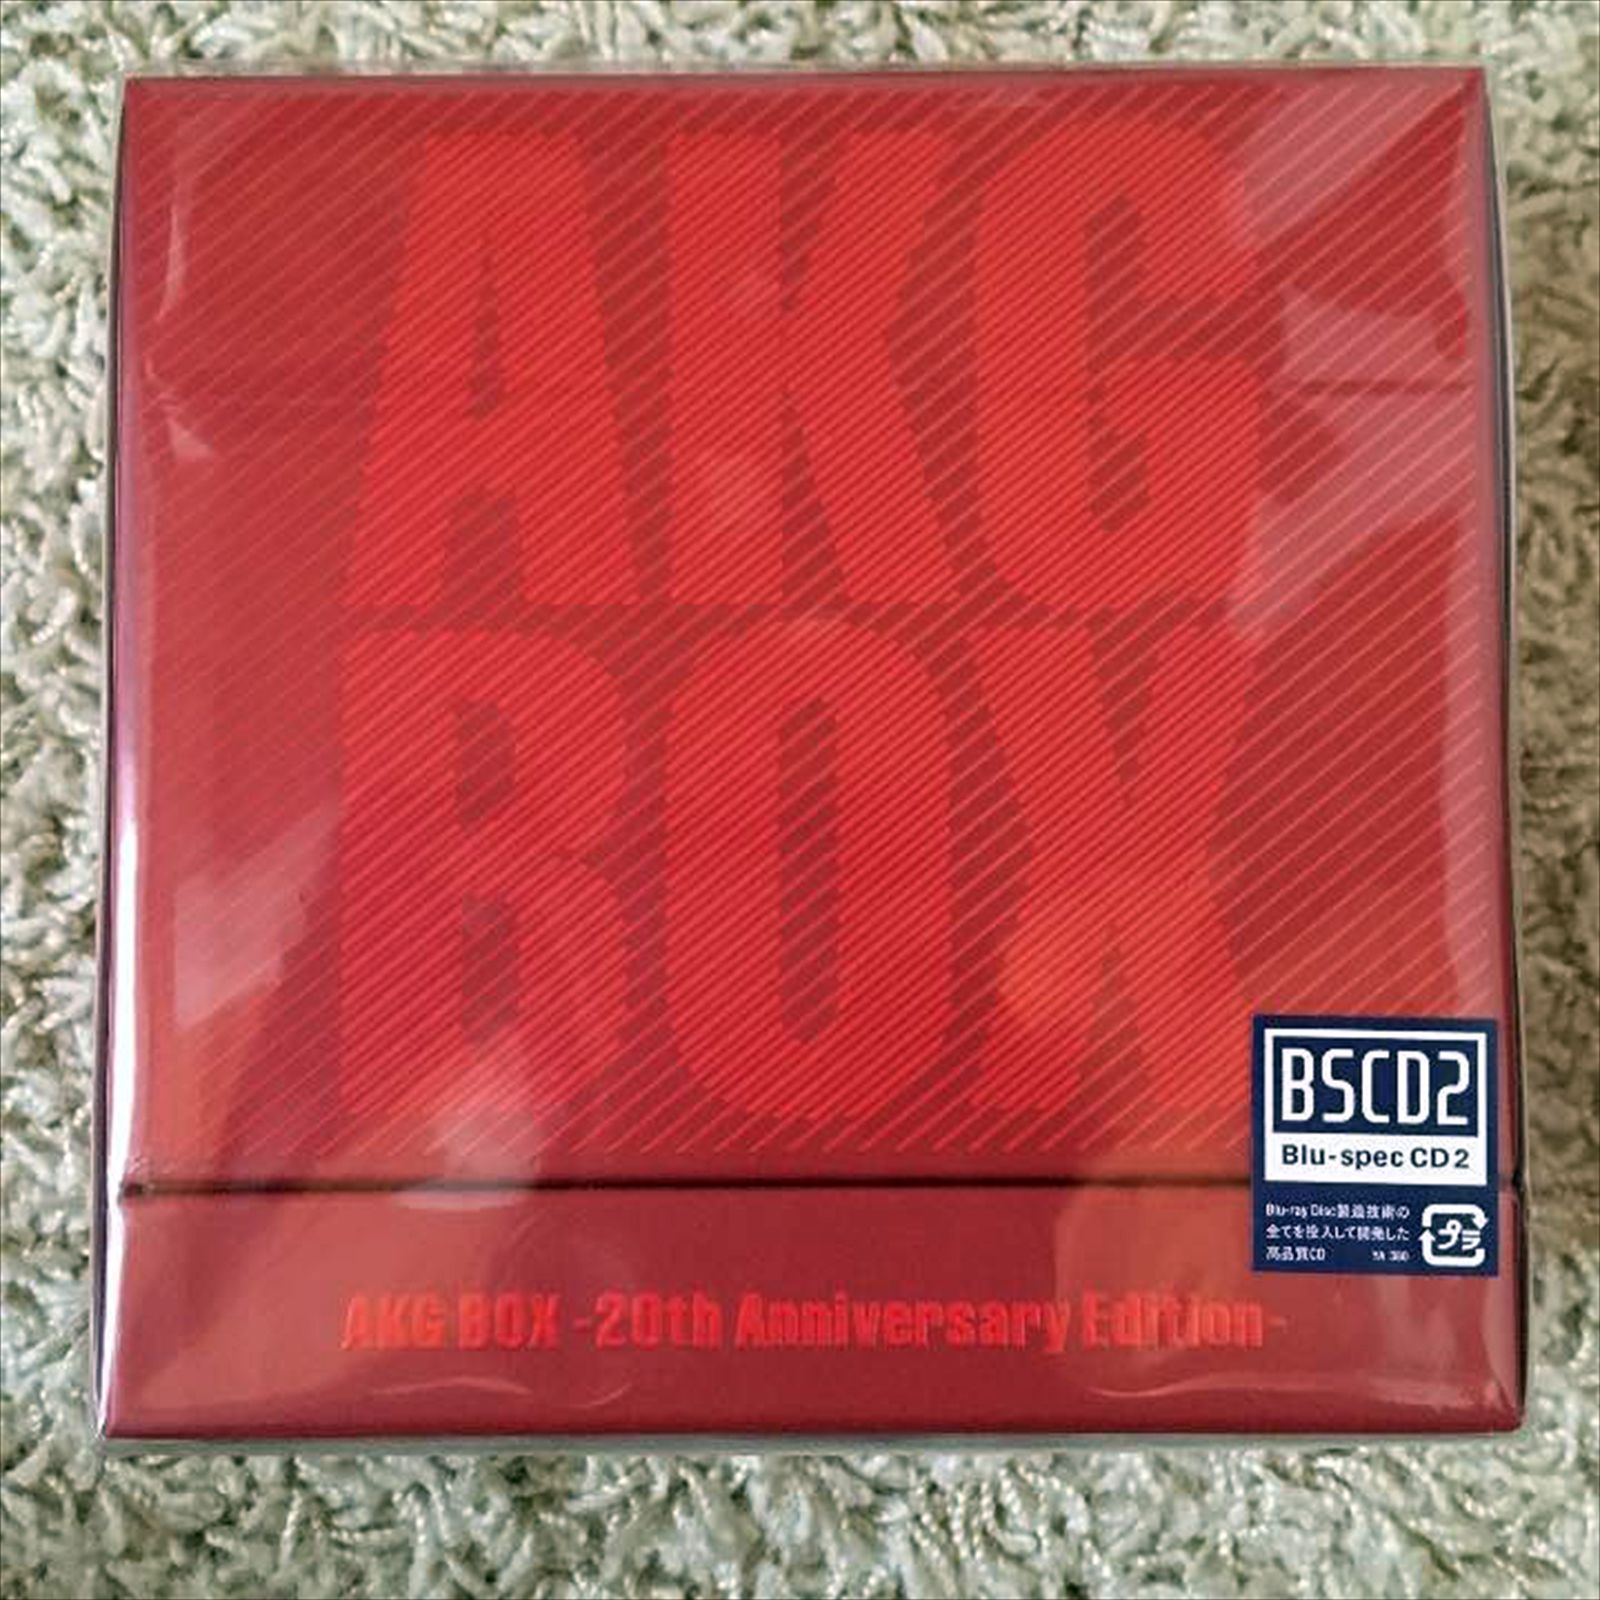 AKG
BOX
BSCD2
Blu-spec CD2
Blu-ray Disc製造技術の
全てを投入して開発した
高品質CD
プラ
AKG BOX -20th Anniversary Edition-